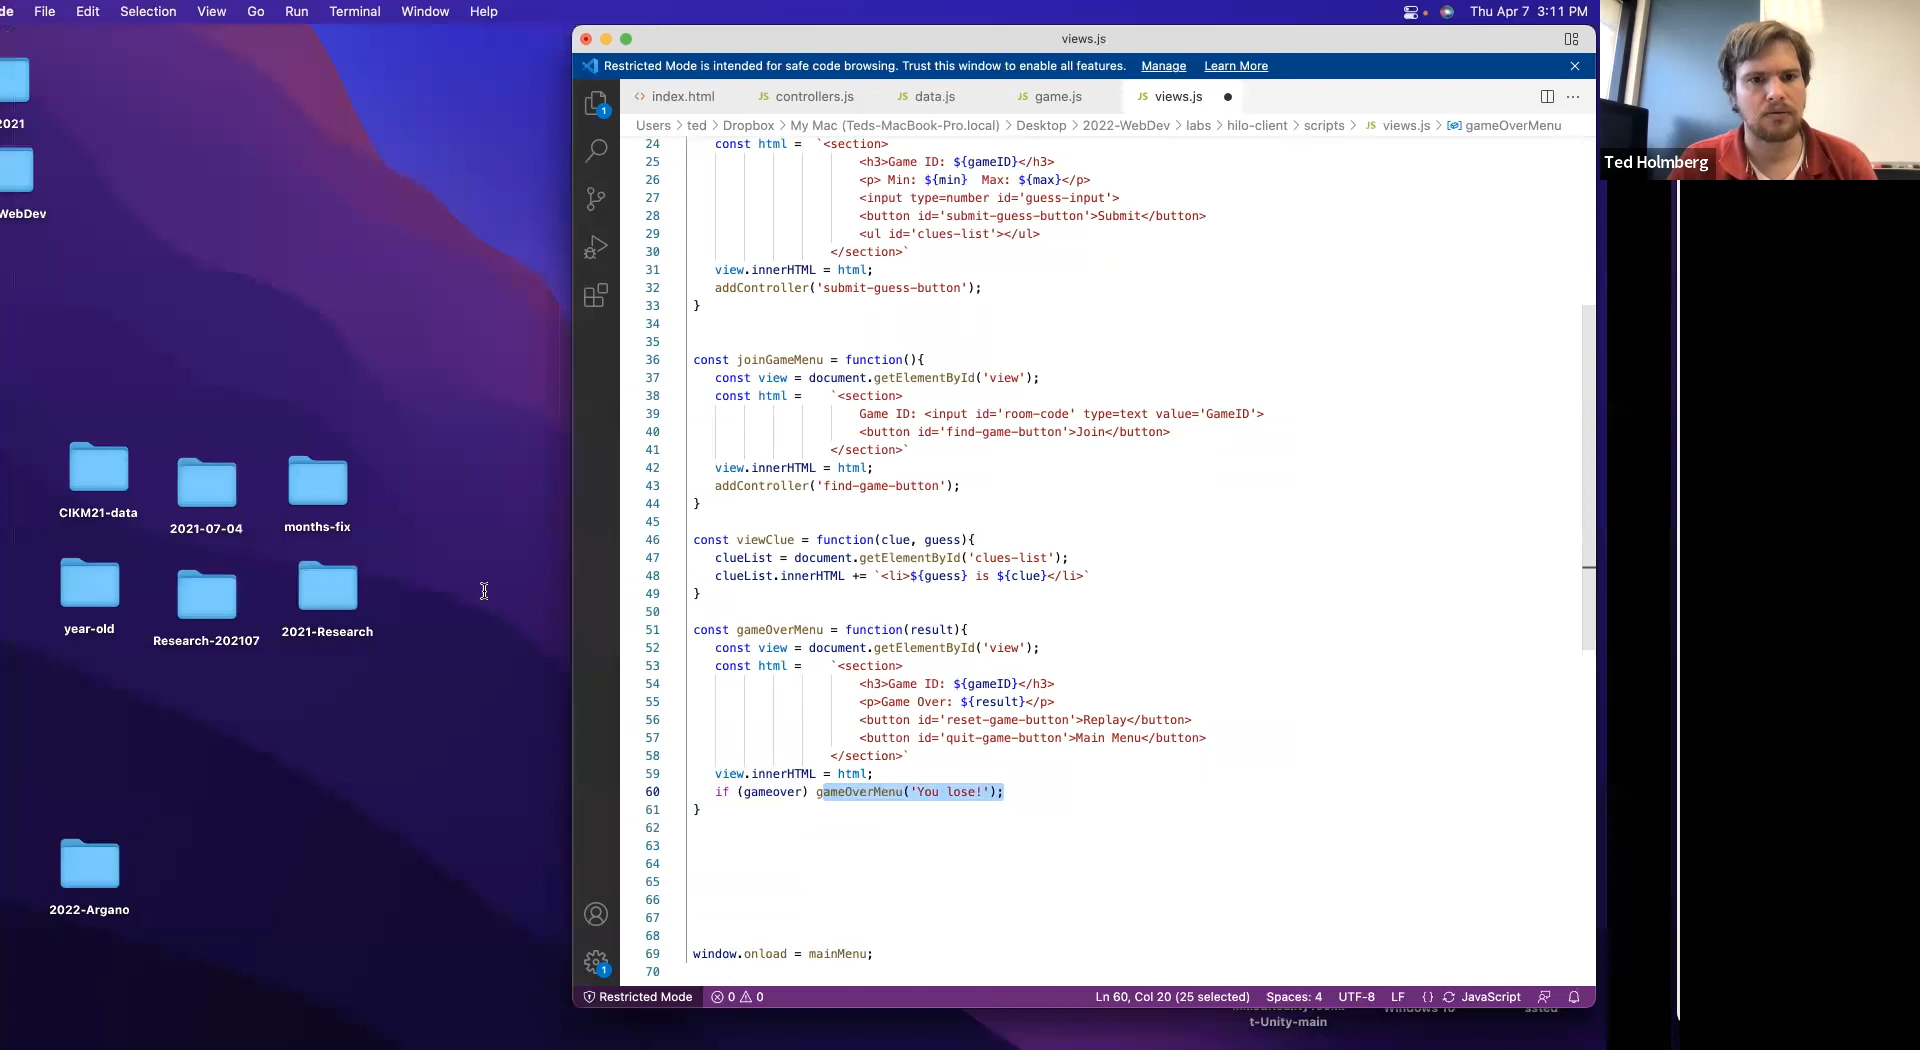 de File Edit Selection View Go Run Terminal Window Help
Thu Apr 7 3:11 PM
views.js
Restricted Mode is intended for safe code browsing. Trust this window to enable all features. Manage Learn More
<> index.html JS controllers.js JS data.js JS game.js JS views.js
Users > ted > Dropbox > My Mac (Teds-MacBook-Pro.local) > Desktop > 2022-WebDev > labs > hilo-client > scripts > JS views.js > gameOverMenu
24 const html = `<section>
25 <h3>Game ID: ${gameID}</h3>
26 <p> Min: ${min} Max: ${max}</p>
27 <input type=number id='guess-input'>
28 <button id='submit-guess-button'>Submit</button>
29 <ul id='clues-list'></ul>
30 </section>`
31 view.innerHTML = html;
32 addController('submit-guess-button');
33 }
34
35
36 const joinGameMenu = function(){
37 const view = document.getElementById('view');
38 const html = `<section>
39 Game ID: <input id='room-code' type=text value='GameID'>
40 <button id='find-game-button'>Join</button>
41 </section>`
42 view.innerHTML = html;
43 addController('find-game-button');
44 }
45
46 const viewClue = function(clue, guess){
47 clueList = document.getElementById('clues-list');
48 clueList.innerHTML += `<li>${guess} is ${clue}</li>`
49 }
50
51 const gameOverMenu = function(result){
52 const view = document.getElementById('view');
53 const html = `<section>
54 <h3>Game ID: ${gameID}</h3>
55 <p>Game Over: ${result}</p>
56 <button id='reset-game-button'>Replay</button>
57 <button id='quit-game-button'>Main Menu</button>
58 </section>`
59 view.innerHTML = html;
60 if (gameover) gameOverMenu('You lose!');
61 }
62
63
64
65
66
67
68
69 window.onload = mainMenu;
70
1
1
Restricted Mode 0 0 Ln 60, Col 20 (25 selected) Spaces: 4 UTF-8 LF {} JavaScript
2021
WebDev
CIKM21-data
2021-07-04
months-fix
year-old
Research-202107
2021-Research
2022-Argano
t-Unity-main
Ted Holmberg